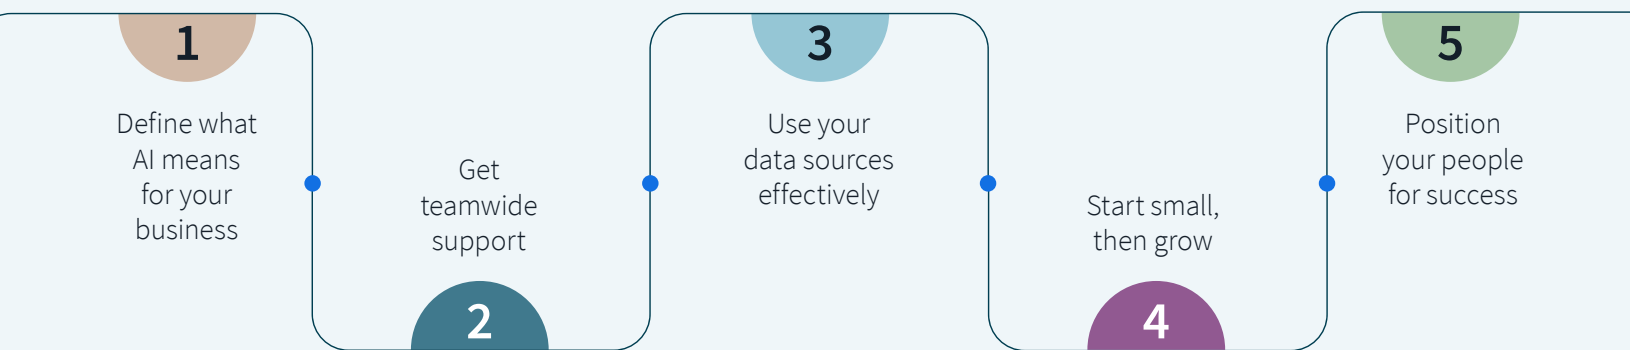 1
Define what
AI means
for your
business
Get
teamwide
support
2
3
Use your
data sources
effectively
Start small,
then grow
4
5
Position
your people
for success